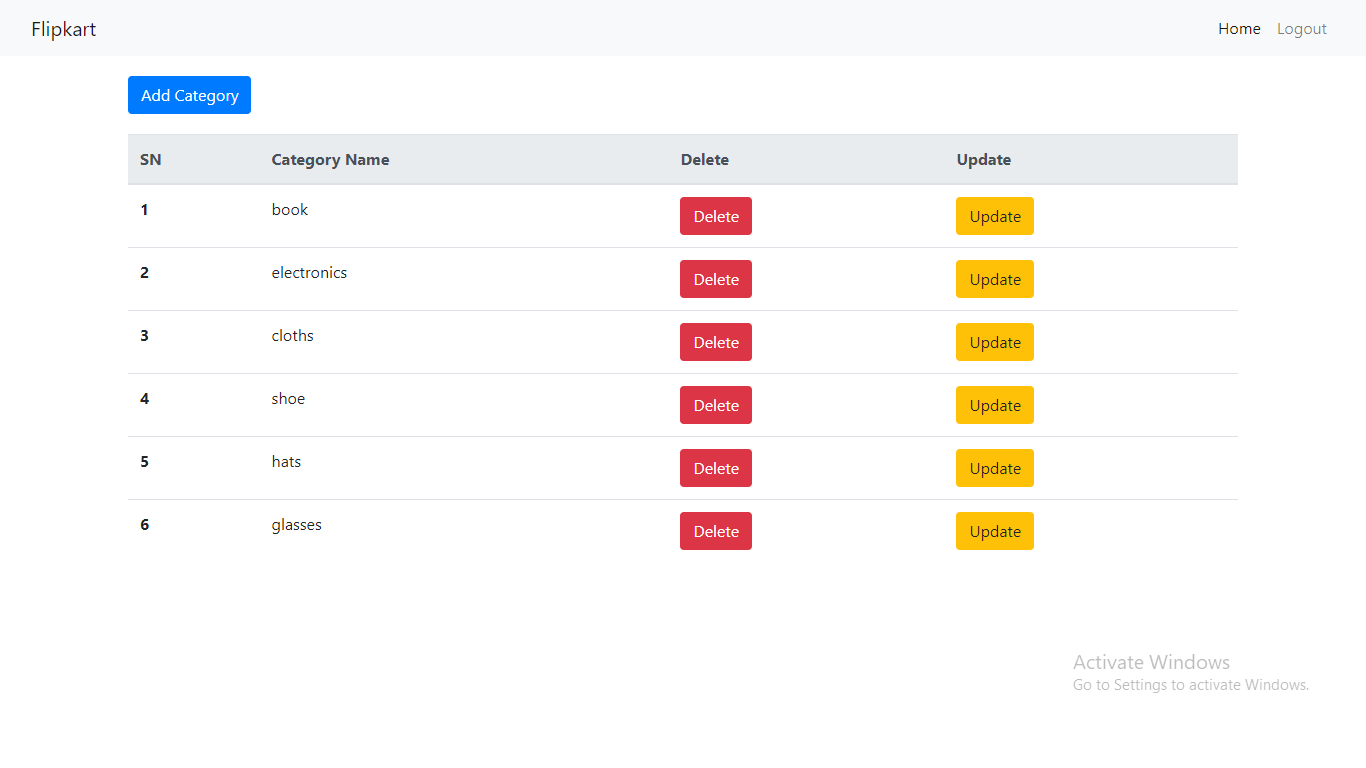 Flipkart Home Logout
Add Category
SN Category Name Delete Update
1 book Delete Update
2 electronics Delete Update
3 cloths Delete Update
4 shoe Delete Update
5 hats Delete Update
6 glasses Delete Update
Activate Windows
Go to Settings to activate Windows.